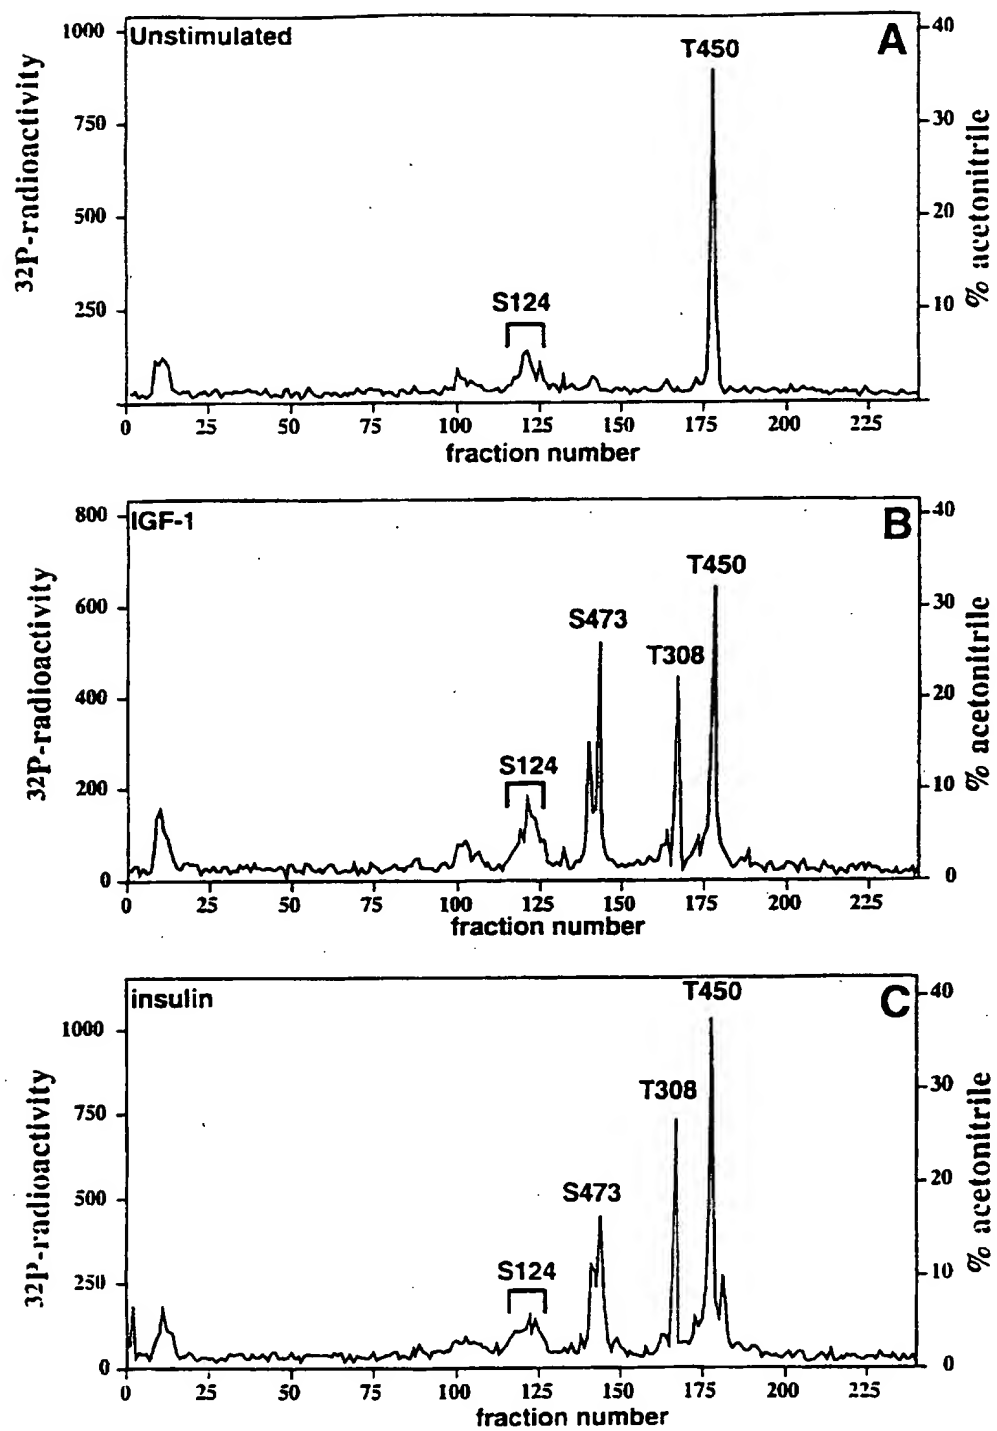 Unstimulated
A
T450
S124
1000
750
500
250
32P-radioactivity
40
30
20
10
% acetonitrile
0 25 50 75 100 125 150 175 200 225
fraction number
IGF-1
B
T450
S473
T308
S124
800
600
400
200
0
32P-radioactivity
40
30
20
10
0
% acetonitrile
0 25 50 75 100 125 150 175 200 225
fraction number
insulin
C
T450
T308
S473
S124
1000
750
500
250
0
32P-radioactivity
40
30
20
10
0
% acetonitrile
0 25 50 75 100 125 150 175 200 225
fraction number